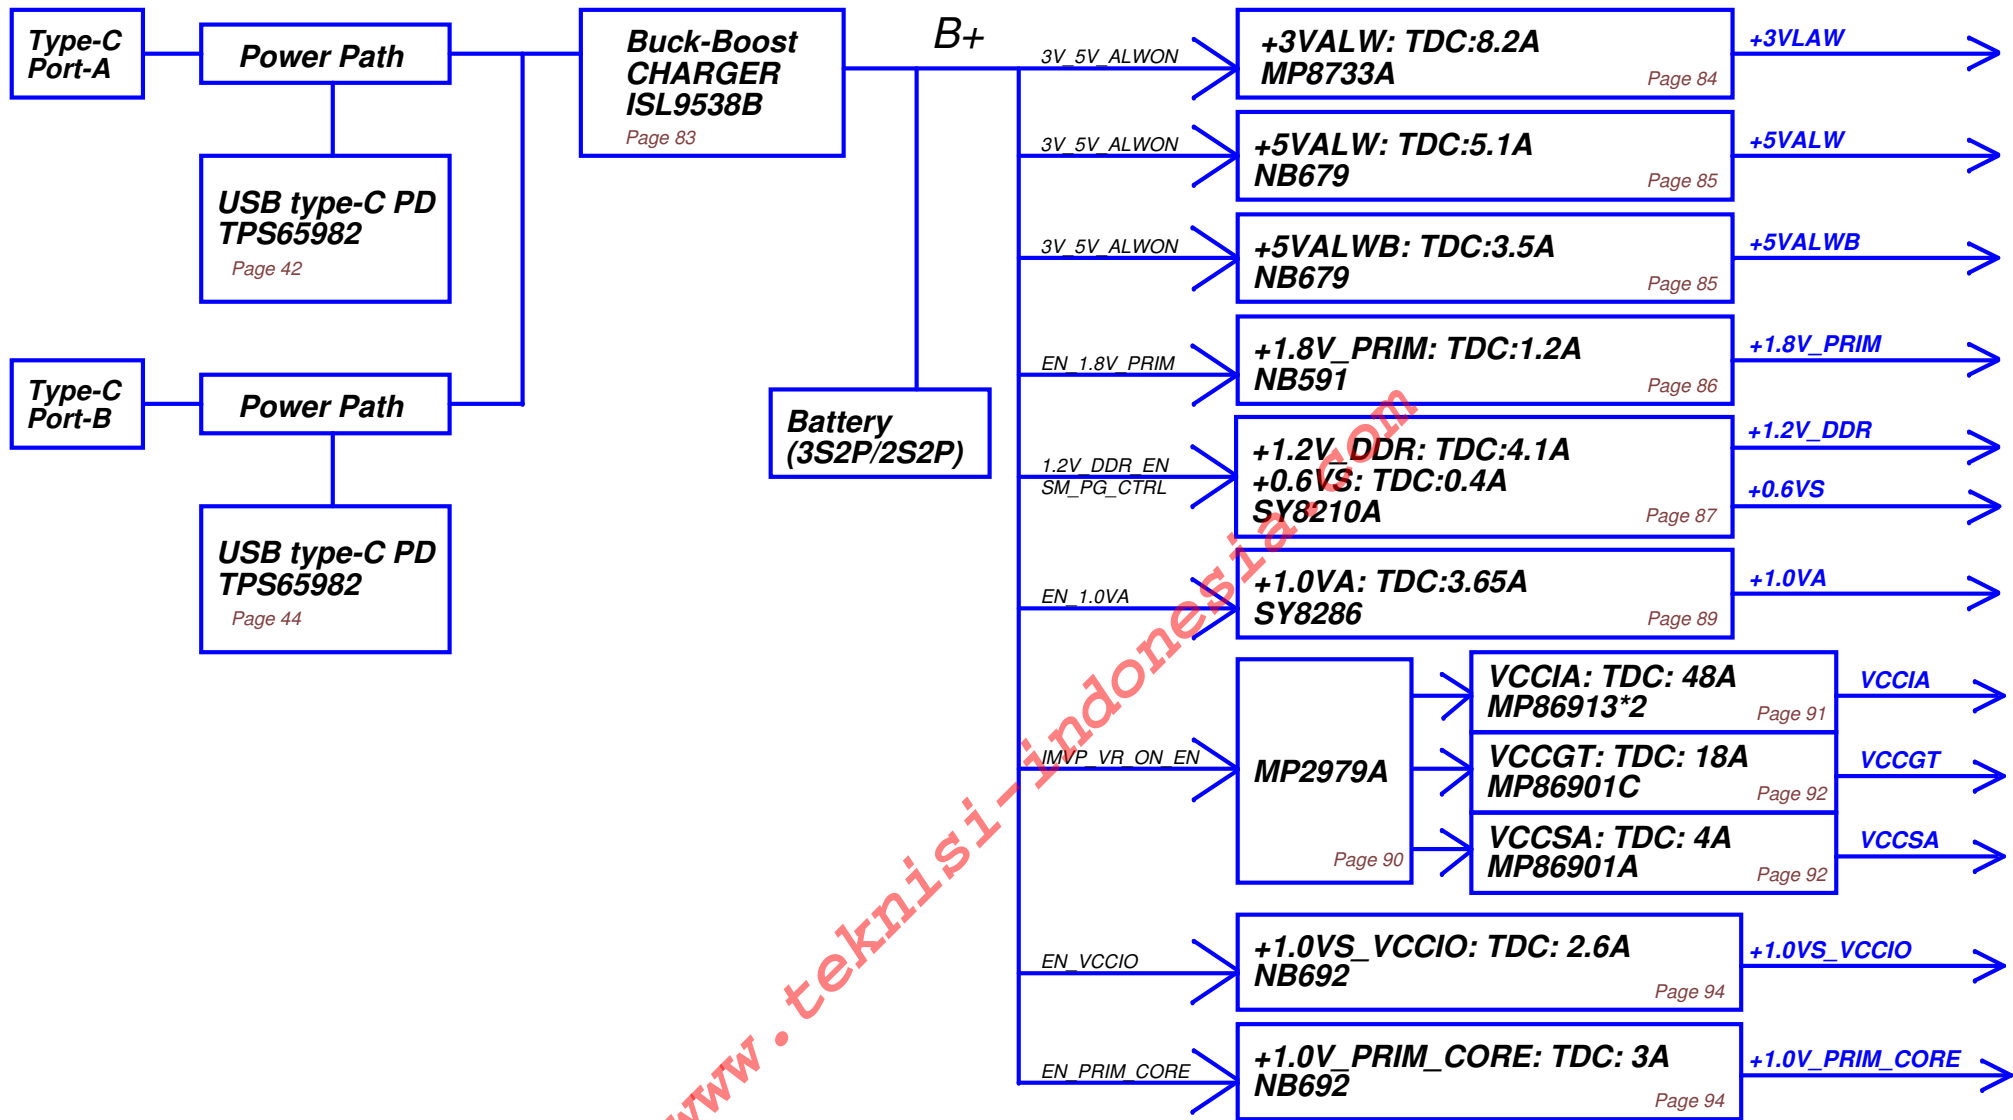 Type-C
Port-A
Power Path
USB type-C PD
TPS65982
Page 42
Type-C
Port-B
Power Path
USB type-C PD
TPS65982
Page 44
Buck-Boost
CHARGER
ISL9538B
Page 83
B+
Battery
(3S2P/2S2P)
3V_5V_ALWON
+3VALW: TDC:8.2A
MP8733A
Page 84
+3VLAW
3V_5V_ALWON
+5VALW: TDC:5.1A
NB679
Page 85
+5VALW
3V_5V_ALWON
+5VALWB: TDC:3.5A
NB679
Page 85
+5VALWB
EN_1.8V_PRIM
+1.8V_PRIM: TDC:1.2A
NB591
Page 86
+1.8V_PRIM
1.2V_DDR_EN
SM_PG_CTRL
+1.2V_DDR: TDC:4.1A
+0.6VS: TDC:0.4A
SY8210A
Page 87
+1.2V_DDR
+0.6VS
EN_1.0VA
+1.0VA: TDC:3.65A
SY8286
Page 89
+1.0VA
IMVP_VR_ON_EN
MP2979A
Page 90
VCCIA: TDC: 48A
MP86913*2
Page 91
VCCIA
VCCGT: TDC: 18A
MP86901C
Page 92
VCCGT
VCCSA: TDC: 4A
MP86901A
Page 92
VCCSA
EN_VCCIO
+1.0VS_VCCIO: TDC: 2.6A
NB692
Page 94
+1.0VS_VCCIO
EN_PRIM_CORE
+1.0V_PRIM_CORE: TDC: 3A
NB692
Page 94
+1.0V_PRIM_CORE
www.teknisi-indonesia.com